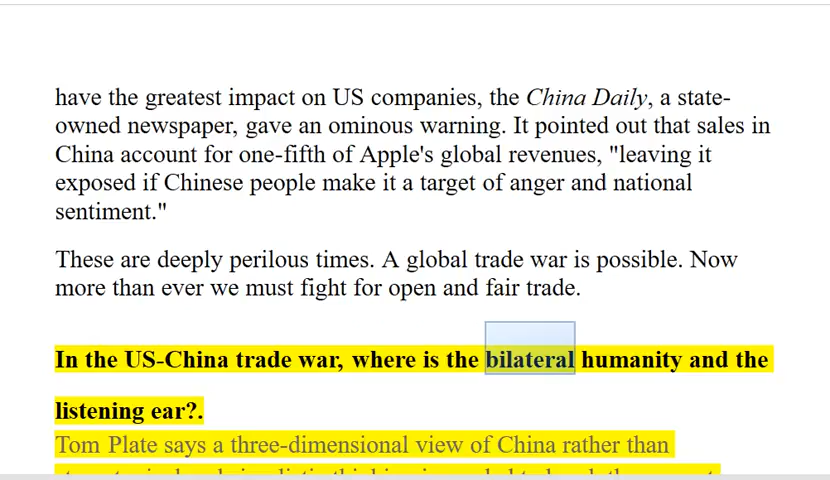 have the greatest impact on US companies, the China Daily, a state-
owned newspaper, gave an ominous warning. It pointed out that sales in
China account for one-fifth of Apple's global revenues, "leaving it
exposed if Chinese people make it a target of anger and national
sentiment."
These are deeply perilous times. A global trade war is possible. Now
more than ever we must fight for open and fair trade.
In the US-China trade war, where is the bilateral humanity and the
listening ear?.
Tom Plate says a three-dimensional view of China rather than